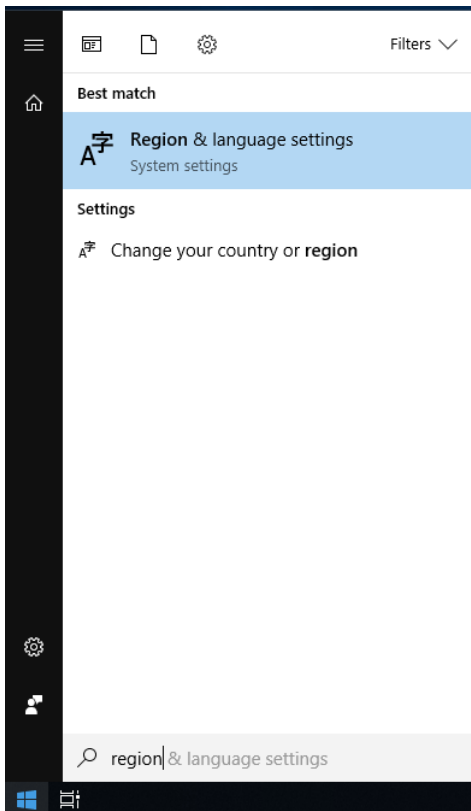 Filters
Best match
Region & language settings
System settings
Settings
Change your country or region
region & language settings